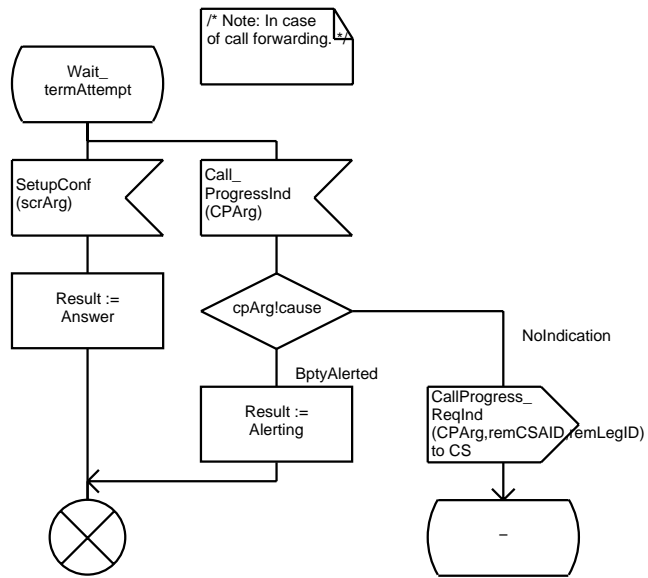 /* Note: In case
of call forwarding. */
Wait_
termAttempt
SetupConf
(scrArg)
Call_
ProgressInd
(CPArg)
Result :=
Answer
cpArg!cause
NoIndication
BptyAlerted
Result :=
Alerting
CallProgress_
ReqInd
(CPArg,remCSAID,remLegID)
to CS
–